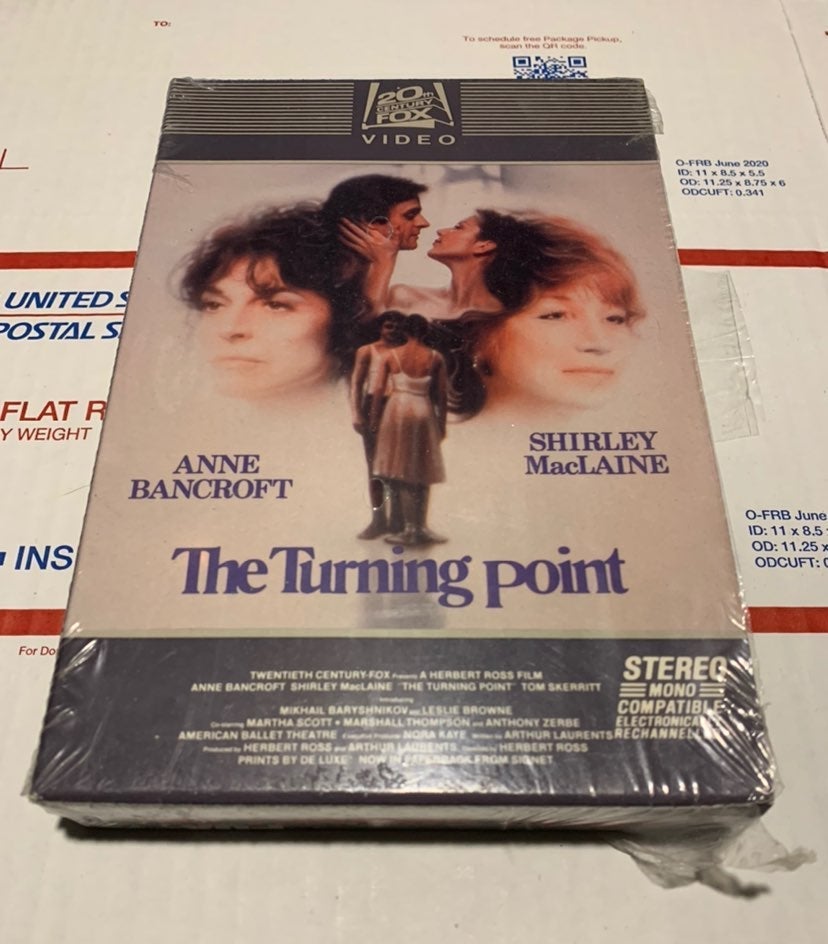 TO:
To schedule free Package Pickup,
scan the QR code.
O-FRB June 2020
ID: 11 x 8.5 x 5.5
OD: 11.25 x 8.75 x 6
ODCUFT: 0.341
UNITED S
POSTAL S
FLAT R
Y WEIGHT
INS
For Do
O-FRB June
ID: 11 x 8.5
OD: 11.25 x
ODCUFT: 0
20th
CENTURY
FOX
VIDEO
ANNE
BANCROFT
SHIRLEY
MacLAINE
The Turning point
TWENTIETH CENTURY-FOX Presents A HERBERT ROSS FILM
ANNE BANCROFT SHIRLEY MacLAINE "THE TURNING POINT" TOM SKERRITT
Introducing
MIKHAIL BARYSHNIKOV and LESLIE BROWNE
Co-starring MARTHA SCOTT • MARSHALL THOMPSON and ANTHONY ZERBE
AMERICAN BALLET THEATRE Executive Producer NORA KAYE Written by ARTHUR LAURENTS
Produced by HERBERT ROSS and ARTHUR LAURENTS Directed by HERBERT ROSS
PRINTS BY DE LUXE® NOW IN PAPERBACK FROM SIGNET
STEREO
MONO
COMPATIBLE
ELECTRONICA
RECHANNEL